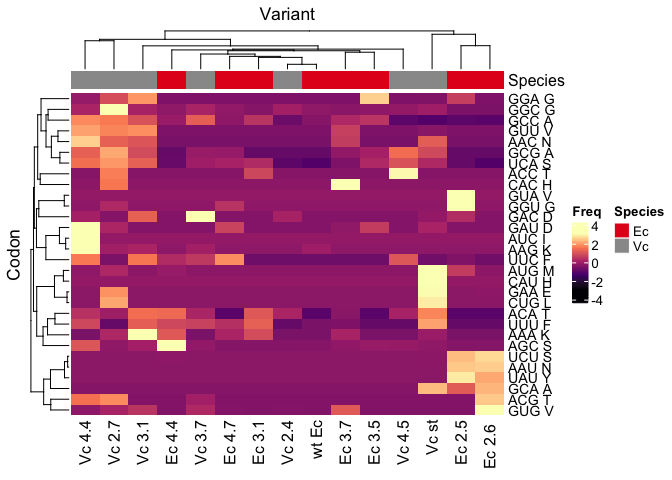 Variant
Species
GGA G
GGC G
GCC A
GUU V
AAC N
GCG A
UCA S
ACC T
CAC H
GUA V
GGU G
GAC D
GAU D
AUC I
AAG K
UUC F
AUG M
CAU H
GAA E
CUG L
ACA T
UUU F
AAA K
AGC S
UCU S
AAU N
UAU Y
GCA A
ACG T
GUG V
Codon
Vc 4.4
Vc 2.7
Vc 3.1
Ec 4.4
Vc 3.7
Ec 4.7
Ec 3.1
Vc 2.4
wt Ec
Ec 3.7
Ec 3.5
Vc 4.5
Vc st
Ec 2.5
Ec 2.6
Freq
4
2
0
-2
-4
Species
Ec
Vc